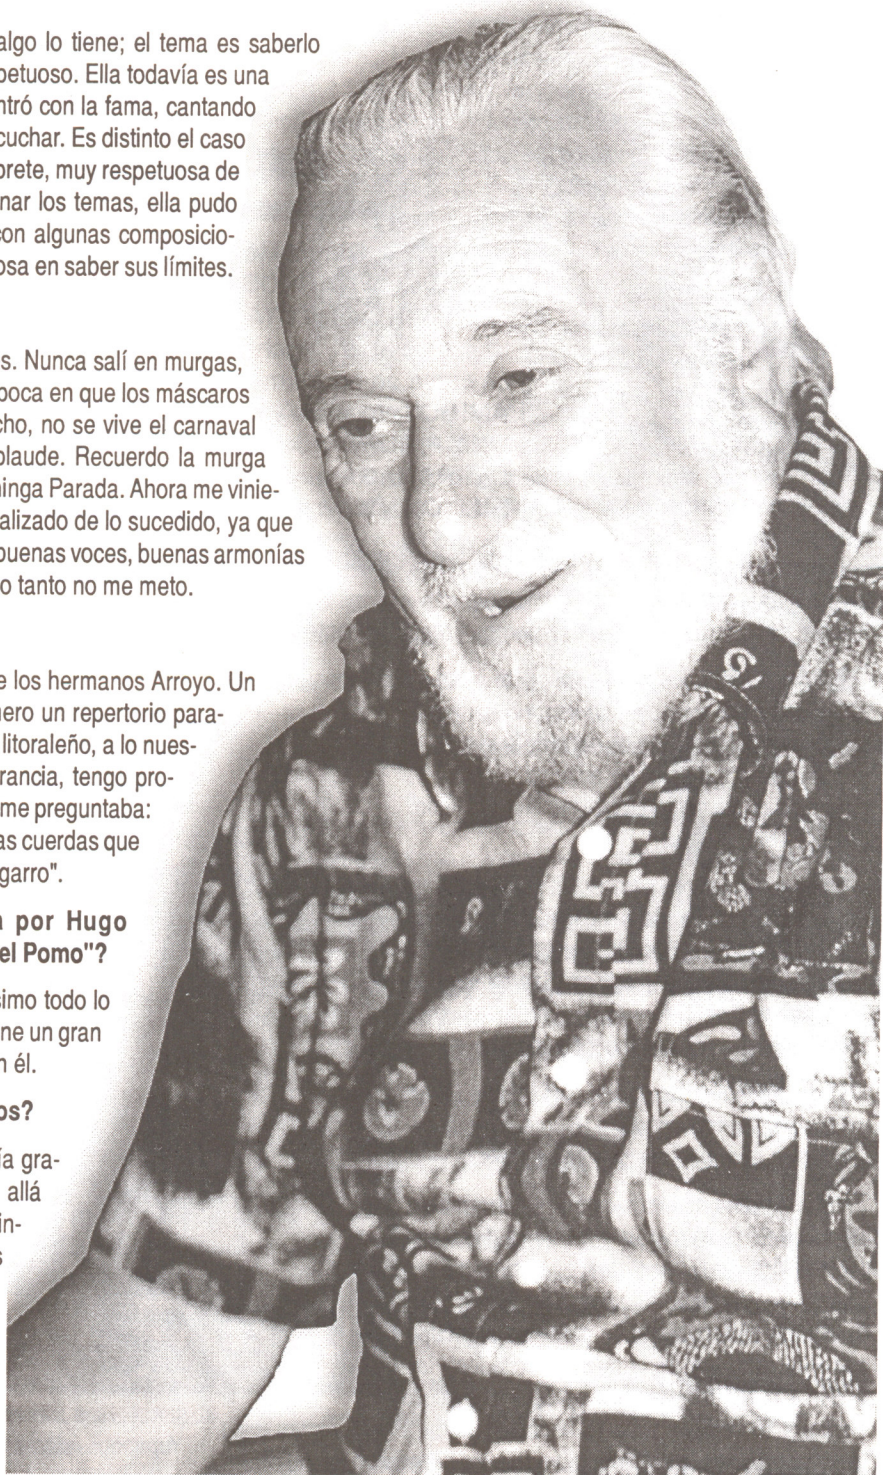 algo lo tiene; el tema es saberlo
petuoso. Ella todavía es una
ntró con la fama, cantando
cuchar. Es distinto el caso
prete, muy respetuosa de
nar los temas, ella pudo
con algunas composicio-
osa en saber sus límites.
s. Nunca salí en murgas,
poca en que los máscaros
cho, no se vive el carnaval
plaude. Recuerdo la murga
inga Parada. Ahora me vinie-
alizado de lo sucedido, ya que
buenas voces, buenas armonías
o tanto no me meto.
e los hermanos Arroyo. Un
nero un repertorio para-
litoraleño, a lo nues-
rancia, tengo pro-
me preguntaba:
as cuerdas que
garro".
a por Hugo
el Pomo"?
simo todo lo
ne un gran
n él.
os?
ía gra-
allá
in-
s